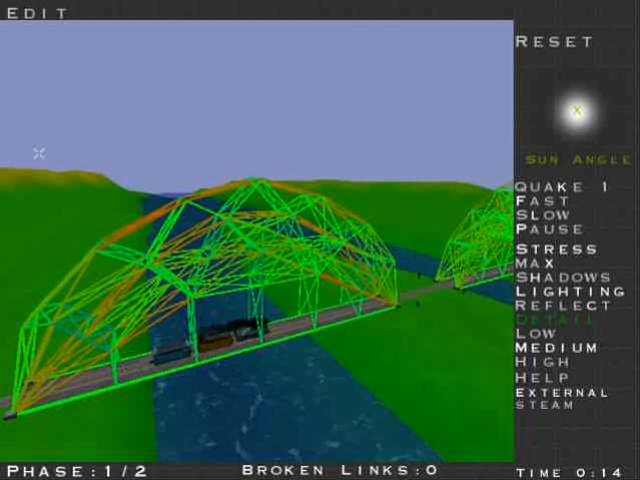 EDIT
RESET
SUN ANGLE
QUAKE 1
FAST
SLOW
PAUSE
STRESS
MAX
SHADOWS
LIGHTING
REFLECT
DETAIL
LOW
MEDIUM
HIGH
HELP
EXTERNAL
STEAM
PHASE:1/2 BROKEN LINKS:0 TIME 0:14